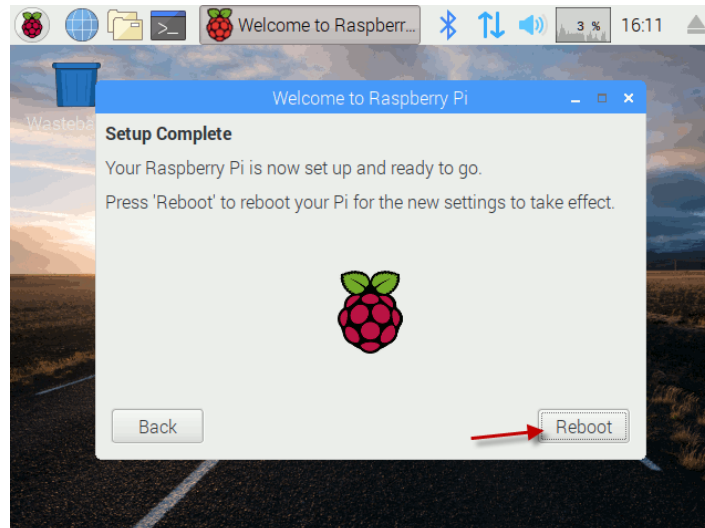 Welcome to Raspberr...
3 %
16:11
Welcome to Raspberry Pi
Setup Complete
Your Raspberry Pi is now set up and ready to go.
Press 'Reboot' to reboot your Pi for the new settings to take effect.
Back
Reboot